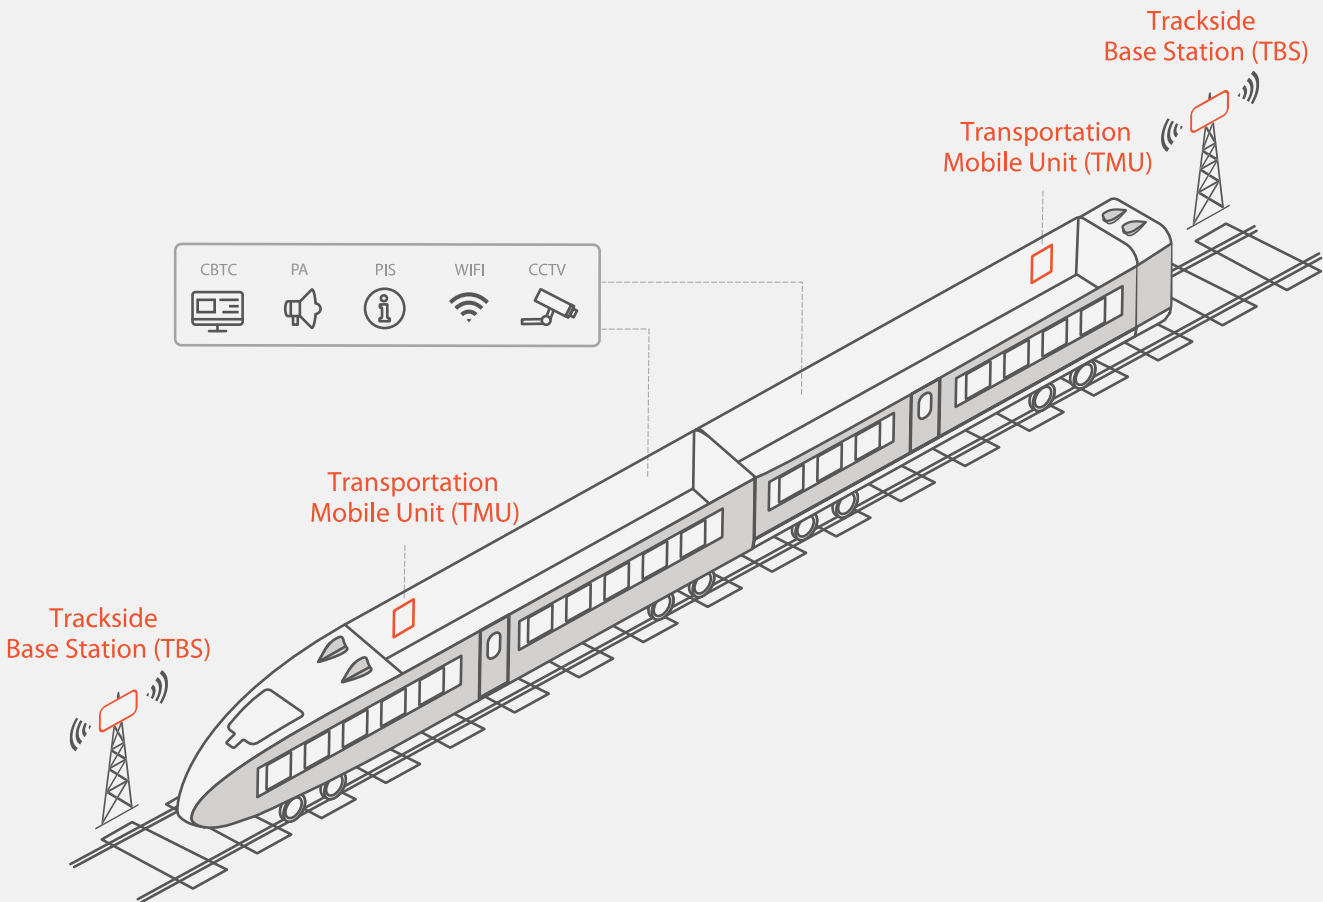 Trackside
Base Station (TBS)
Transportation
Mobile Unit (TMU)
CBTC PA PIS WIFI CCTV
Transportation
Mobile Unit (TMU)
Trackside
Base Station (TBS)